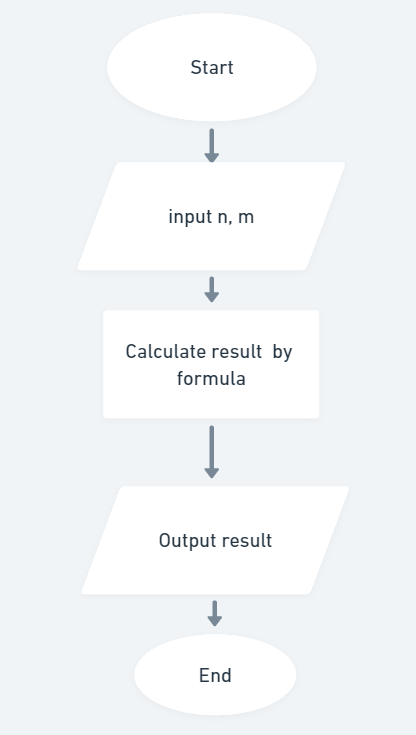 Start
input n, m
Calculate result by
formula
Output result
End